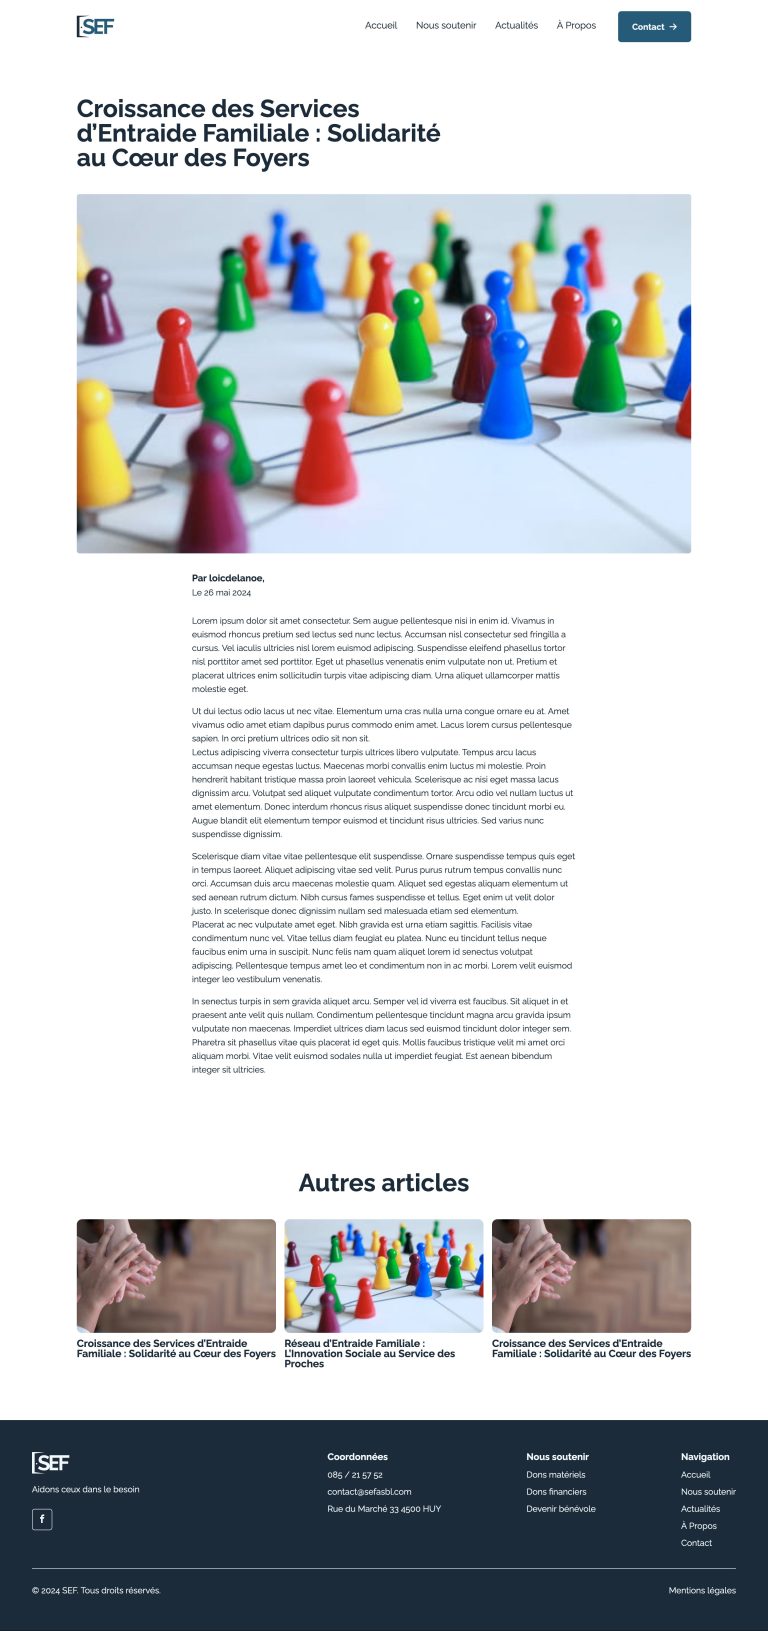 SEF
Accueil
Nous soutenir
Actualités
À Propos
Contact →
Croissance des Services
d’Entraide Familiale : Solidarité
au Cœur des Foyers
Par loicdelanoe,
Le 26 mai 2024
Lorem ipsum dolor sit amet consectetur. Sem augue pellentesque nisi in enim id. Vivamus in
euismod rhoncus pretium sed lectus sed nunc lectus. Accumsan nisl consectetur sed fringilla a
cursus. Vel iaculis ultricies nisl lorem euismod adipiscing. Suspendisse eleifend phasellus tortor
nisl porttitor amet sed porttitor. Eget ut phasellus venenatis enim vulputate non ut. Pretium et
placerat ultrices enim sollicitudin turpis vitae adipiscing diam. Urna aliquet ullamcorper mattis
molestie eget.
Ut dui lectus odio lacus ut nec vitae. Elementum urna cras nulla urna congue ornare eu at. Amet
vivamus odio amet etiam dapibus purus commodo enim amet. Lacus lorem cursus pellentesque
sapien. In orci pretium ultrices odio sit non sit.
Lectus adipiscing viverra consectetur turpis ultrices libero vulputate. Tempus arcu lacus
accumsan neque egestas luctus. Maecenas morbi convallis enim luctus mi molestie. Proin
hendrerit habitant tristique massa proin laoreet vehicula. Scelerisque ac nisi eget massa lacus
dignissim arcu. Volutpat sed aliquet vulputate condimentum tortor. Arcu odio vel nullam luctus ut
amet elementum. Donec interdum rhoncus risus aliquet suspendisse donec tincidunt morbi eu.
Augue blandit elit elementum tempor euismod et tincidunt risus ultricies. Sed varius nunc
suspendisse dignissim.
Scelerisque diam vitae vitae pellentesque elit suspendisse. Ornare suspendisse tempus quis eget
in tempus laoreet. Aliquet adipiscing vitae sed velit. Purus purus rutrum tempus convallis nunc
orci. Accumsan duis arcu maecenas molestie quam. Aliquet sed egestas aliquam elementum ut
sed aenean rutrum dictum. Nibh cursus fames suspendisse et tellus. Eget enim ut velit dolor
justo. In scelerisque donec dignissim nullam sed malesuada etiam sed elementum.
Placerat ac nec vulputate amet eget. Nibh gravida est urna etiam sagittis. Facilisis vitae
condimentum nunc vel. Vitae tellus diam feugiat eu platea. Nunc eu tincidunt tellus neque
faucibus enim urna in suscipit. Nunc felis nam quam aliquet lorem id senectus volutpat
adipiscing. Pellentesque tempus amet leo et condimentum non in ac morbi. Lorem velit euismod
integer leo vestibulum venenatis.
In senectus turpis in sem gravida aliquet arcu. Semper vel id viverra est faucibus. Sit aliquet in et
praesent ante velit quis nullam. Condimentum pellentesque tincidunt magna arcu gravida ipsum
vulputate non maecenas. Imperdiet ultrices diam lacus sed euismod tincidunt dolor integer sem.
Pharetra sit phasellus vitae quis placerat id eget quis. Mollis faucibus tristique velit mi amet orci
aliquam morbi. Vitae velit euismod sodales nulla ut imperdiet feugiat. Est aenean bibendum
integer sit ultricies.
Autres articles
Croissance des Services d’Entraide
Familiale : Solidarité au Cœur des Foyers
Réseau d’Entraide Familiale :
L’Innovation Sociale au Service des
Proches
Croissance des Services d’Entraide
Familiale : Solidarité au Cœur des Foyers
SEF
Aidons ceux dans le besoin
f
Coordonnées
085 / 21 57 52
contact@sefasbl.com
Rue du Marché 33 4500 HUY
Nous soutenir
Dons matériels
Dons financiers
Devenir bénévole
Navigation
Accueil
Nous soutenir
Actualités
À Propos
Contact
© 2024 SEF. Tous droits réservés.
Mentions légales